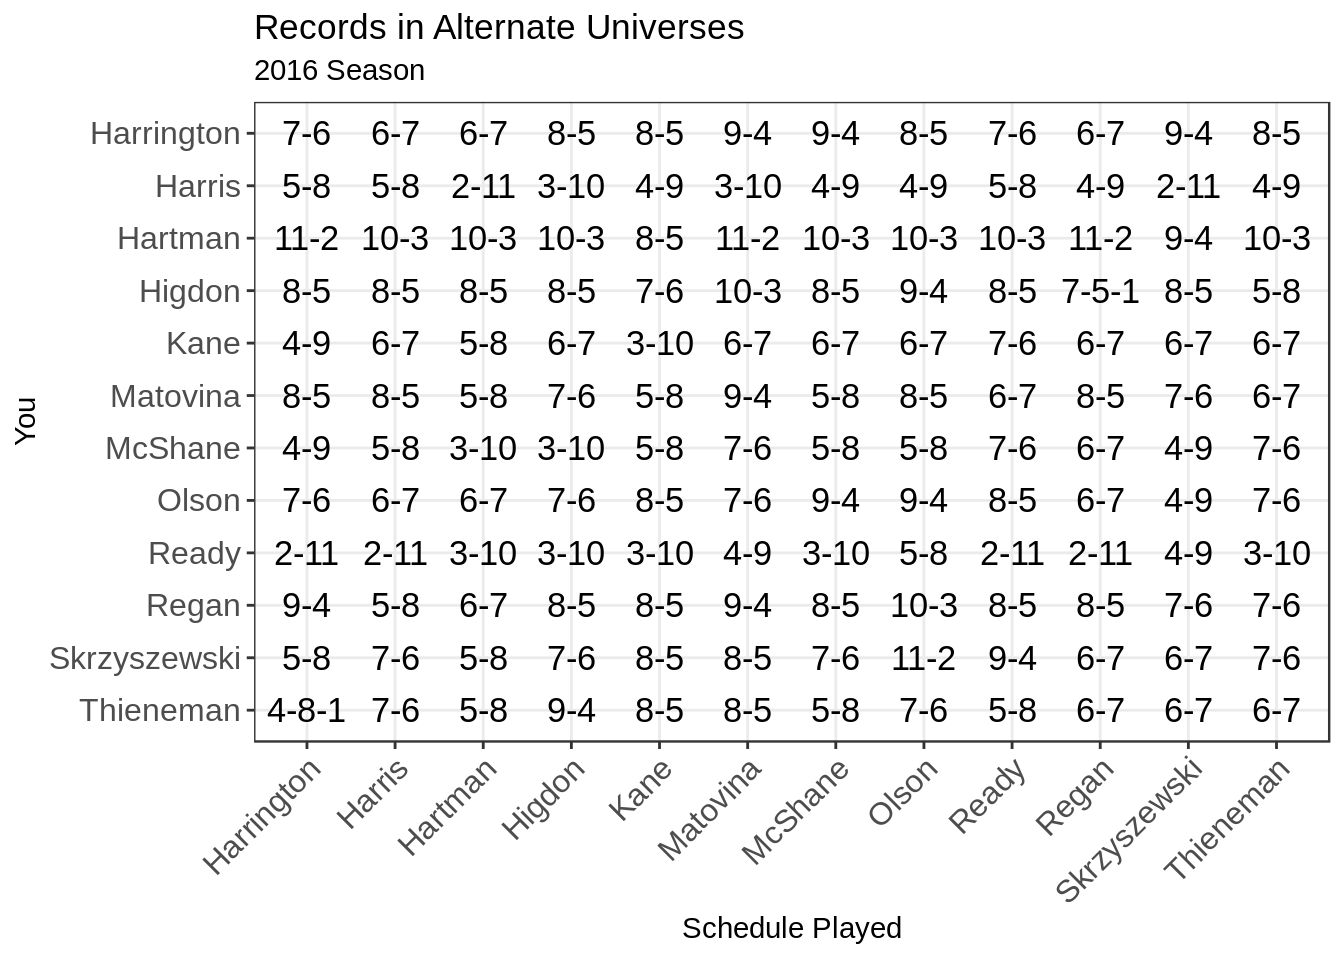 Records in Alternate Universes
2016 Season
You
Harrington 7-6 6-7 6-7 8-5 8-5 9-4 9-4 8-5 7-6 6-7 9-4 8-5
Harris 5-8 5-8 2-11 3-10 4-9 3-10 4-9 4-9 5-8 4-9 2-11 4-9
Hartman 11-2 10-3 10-3 10-3 8-5 11-2 10-3 10-3 10-3 11-2 9-4 10-3
Higdon 8-5 8-5 8-5 8-5 7-6 10-3 8-5 9-4 8-5 7-5-1 8-5 5-8
Kane 4-9 6-7 5-8 6-7 3-10 6-7 6-7 6-7 7-6 6-7 6-7 6-7
Matovina 8-5 8-5 5-8 7-6 5-8 9-4 5-8 8-5 6-7 8-5 7-6 6-7
McShane 4-9 5-8 3-10 3-10 5-8 7-6 5-8 5-8 7-6 6-7 4-9 7-6
Olson 7-6 6-7 6-7 7-6 8-5 7-6 9-4 9-4 8-5 6-7 4-9 7-6
Ready 2-11 2-11 3-10 3-10 3-10 4-9 3-10 5-8 2-11 2-11 4-9 3-10
Regan 9-4 5-8 6-7 8-5 8-5 9-4 8-5 10-3 8-5 8-5 7-6 7-6
Skrzyszewski 5-8 7-6 5-8 7-6 8-5 8-5 7-6 11-2 9-4 6-7 6-7 7-6
Thieneman 4-8-1 7-6 5-8 9-4 8-5 8-5 5-8 7-6 5-8 6-7 6-7 6-7
Harrington Harris Hartman Higdon Kane Matovina McShane Olson Ready Regan Skrzyszewski Thieneman
Schedule Played